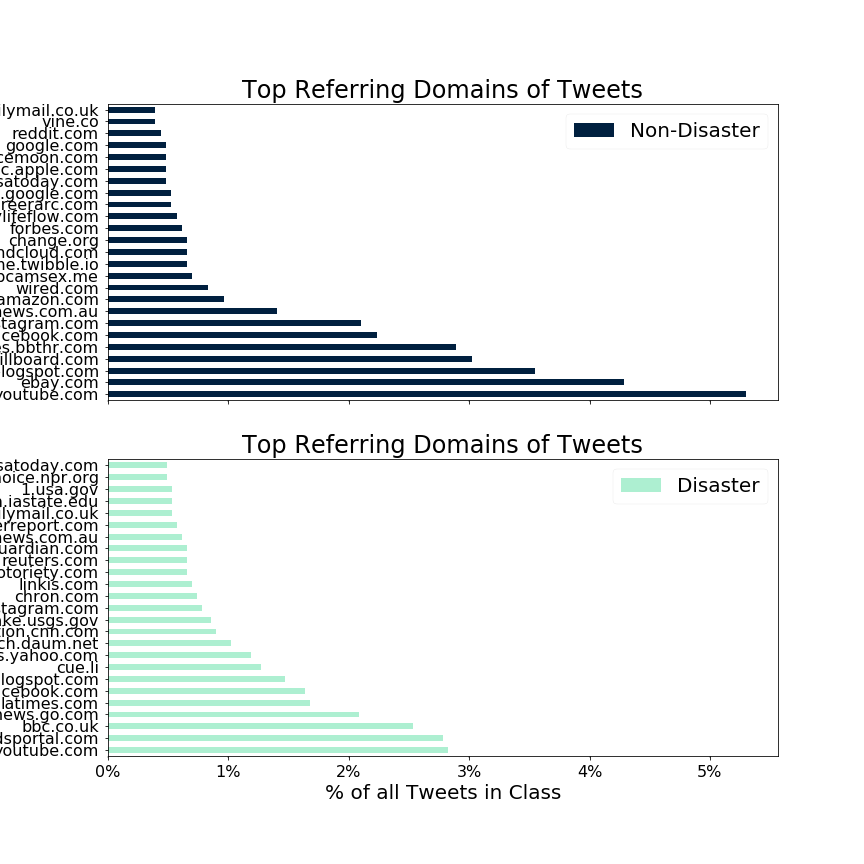 Top Referring Domains of Tweets
ilymail.co.uk
vine.co
reddit.com
google.com
cemoon.com
c.apple.com
satoday.com
.google.com
reerarc.com
lifeflow.com
forbes.com
change.org
ndcloud.com
ne.twibble.io
camsex.me
wired.com
amazon.com
news.com.au
stagram.com
cebook.com
s.bbthr.com
illboard.com
logspot.com
ebay.com
youtube.com
Non-Disaster
Top Referring Domains of Tweets
satoday.com
oice.npr.org
1.usa.gov
.iastate.edu
ilymail.co.uk
erreport.com
news.com.au
uardian.com
reuters.com
otoriety.com
linkis.com
chron.com
stagram.com
ke.usgs.gov
ion.cnn.com
ch.daum.net
s.yahoo.com
cue.li
logspot.com
cebook.com
latimes.com
news.go.com
bbc.co.uk
dsportal.com
youtube.com
Disaster
0% 1% 2% 3% 4% 5%
% of all Tweets in Class